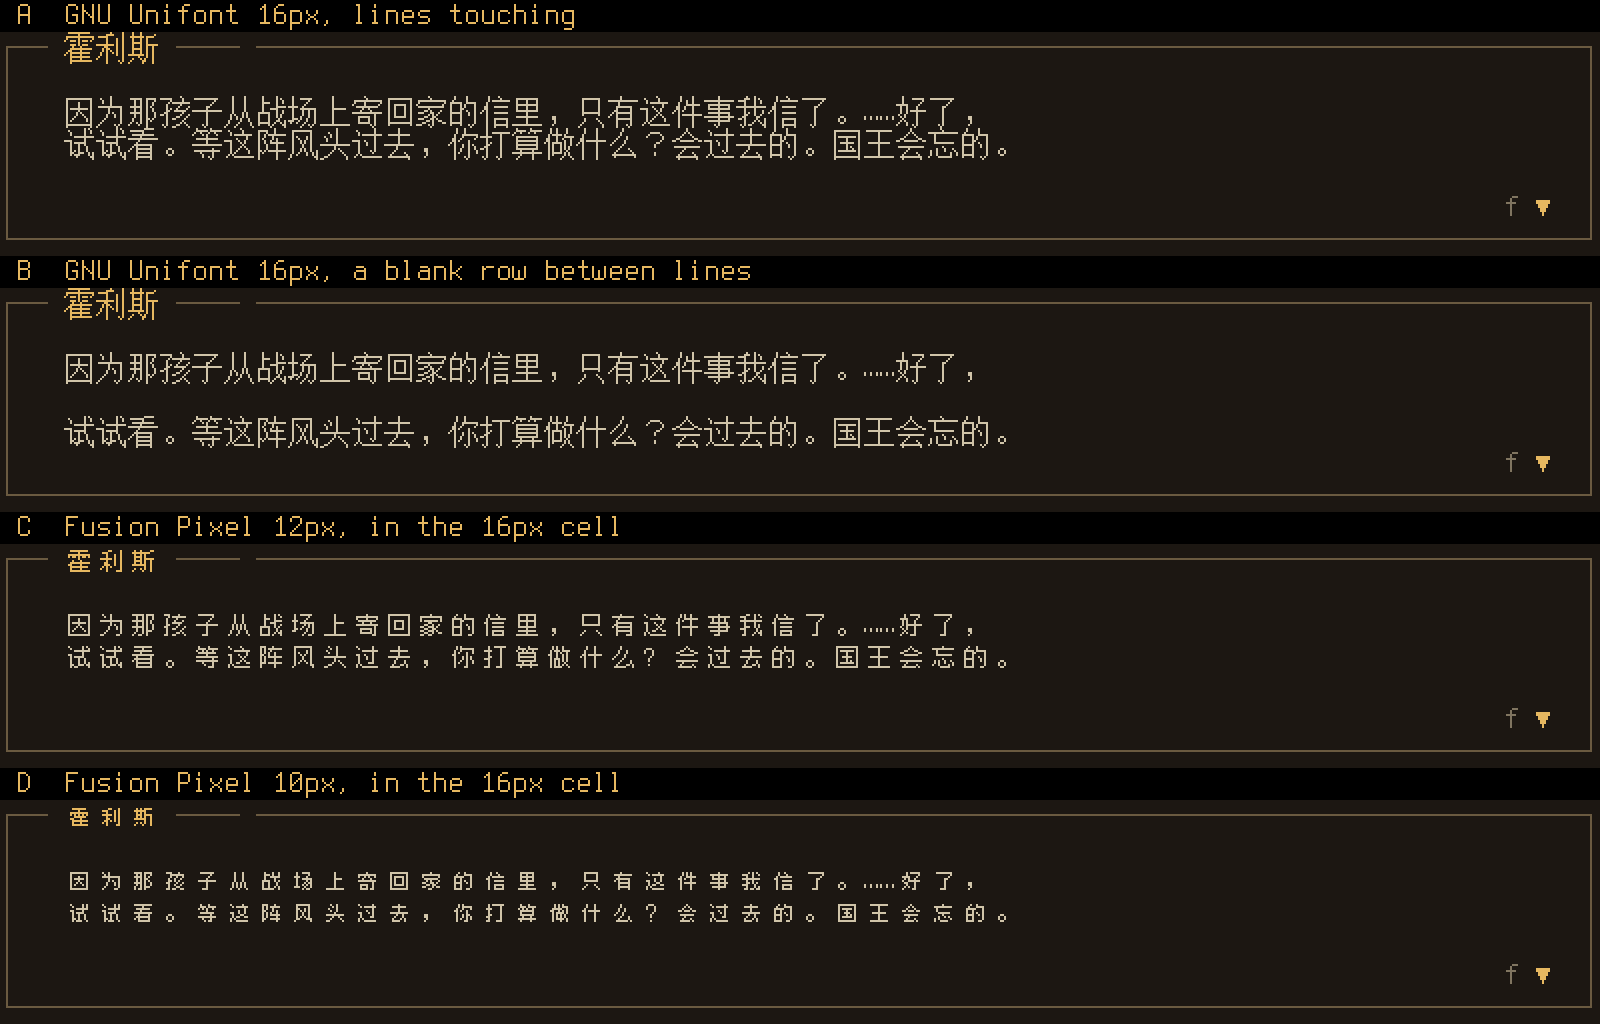 A  GNU Unifont 16px, lines touching
霍利斯
因为那孩子从战场上寄回家的信里，只有这件事我信了。……好了，
试试看。等这阵风头过去，你打算做什么？会过去的。国王会忘的。
f ▼
B  GNU Unifont 16px, a blank row between lines
霍利斯
因为那孩子从战场上寄回家的信里，只有这件事我信了。……好了，
试试看。等这阵风头过去，你打算做什么？会过去的。国王会忘的。
f ▼
C  Fusion Pixel 12px, in the 16px cell
霍利斯
因为那孩子从战场上寄回家的信里，只有这件事我信了。……好了，
试试看。等这阵风头过去，你打算做什么？会过去的。国王会忘的。
f ▼
D  Fusion Pixel 10px, in the 16px cell
霍利斯
因为那孩子从战场上寄回家的信里，只有这件事我信了。……好了，
试试看。等这阵风头过去，你打算做什么？会过去的。国王会忘的。
f ▼